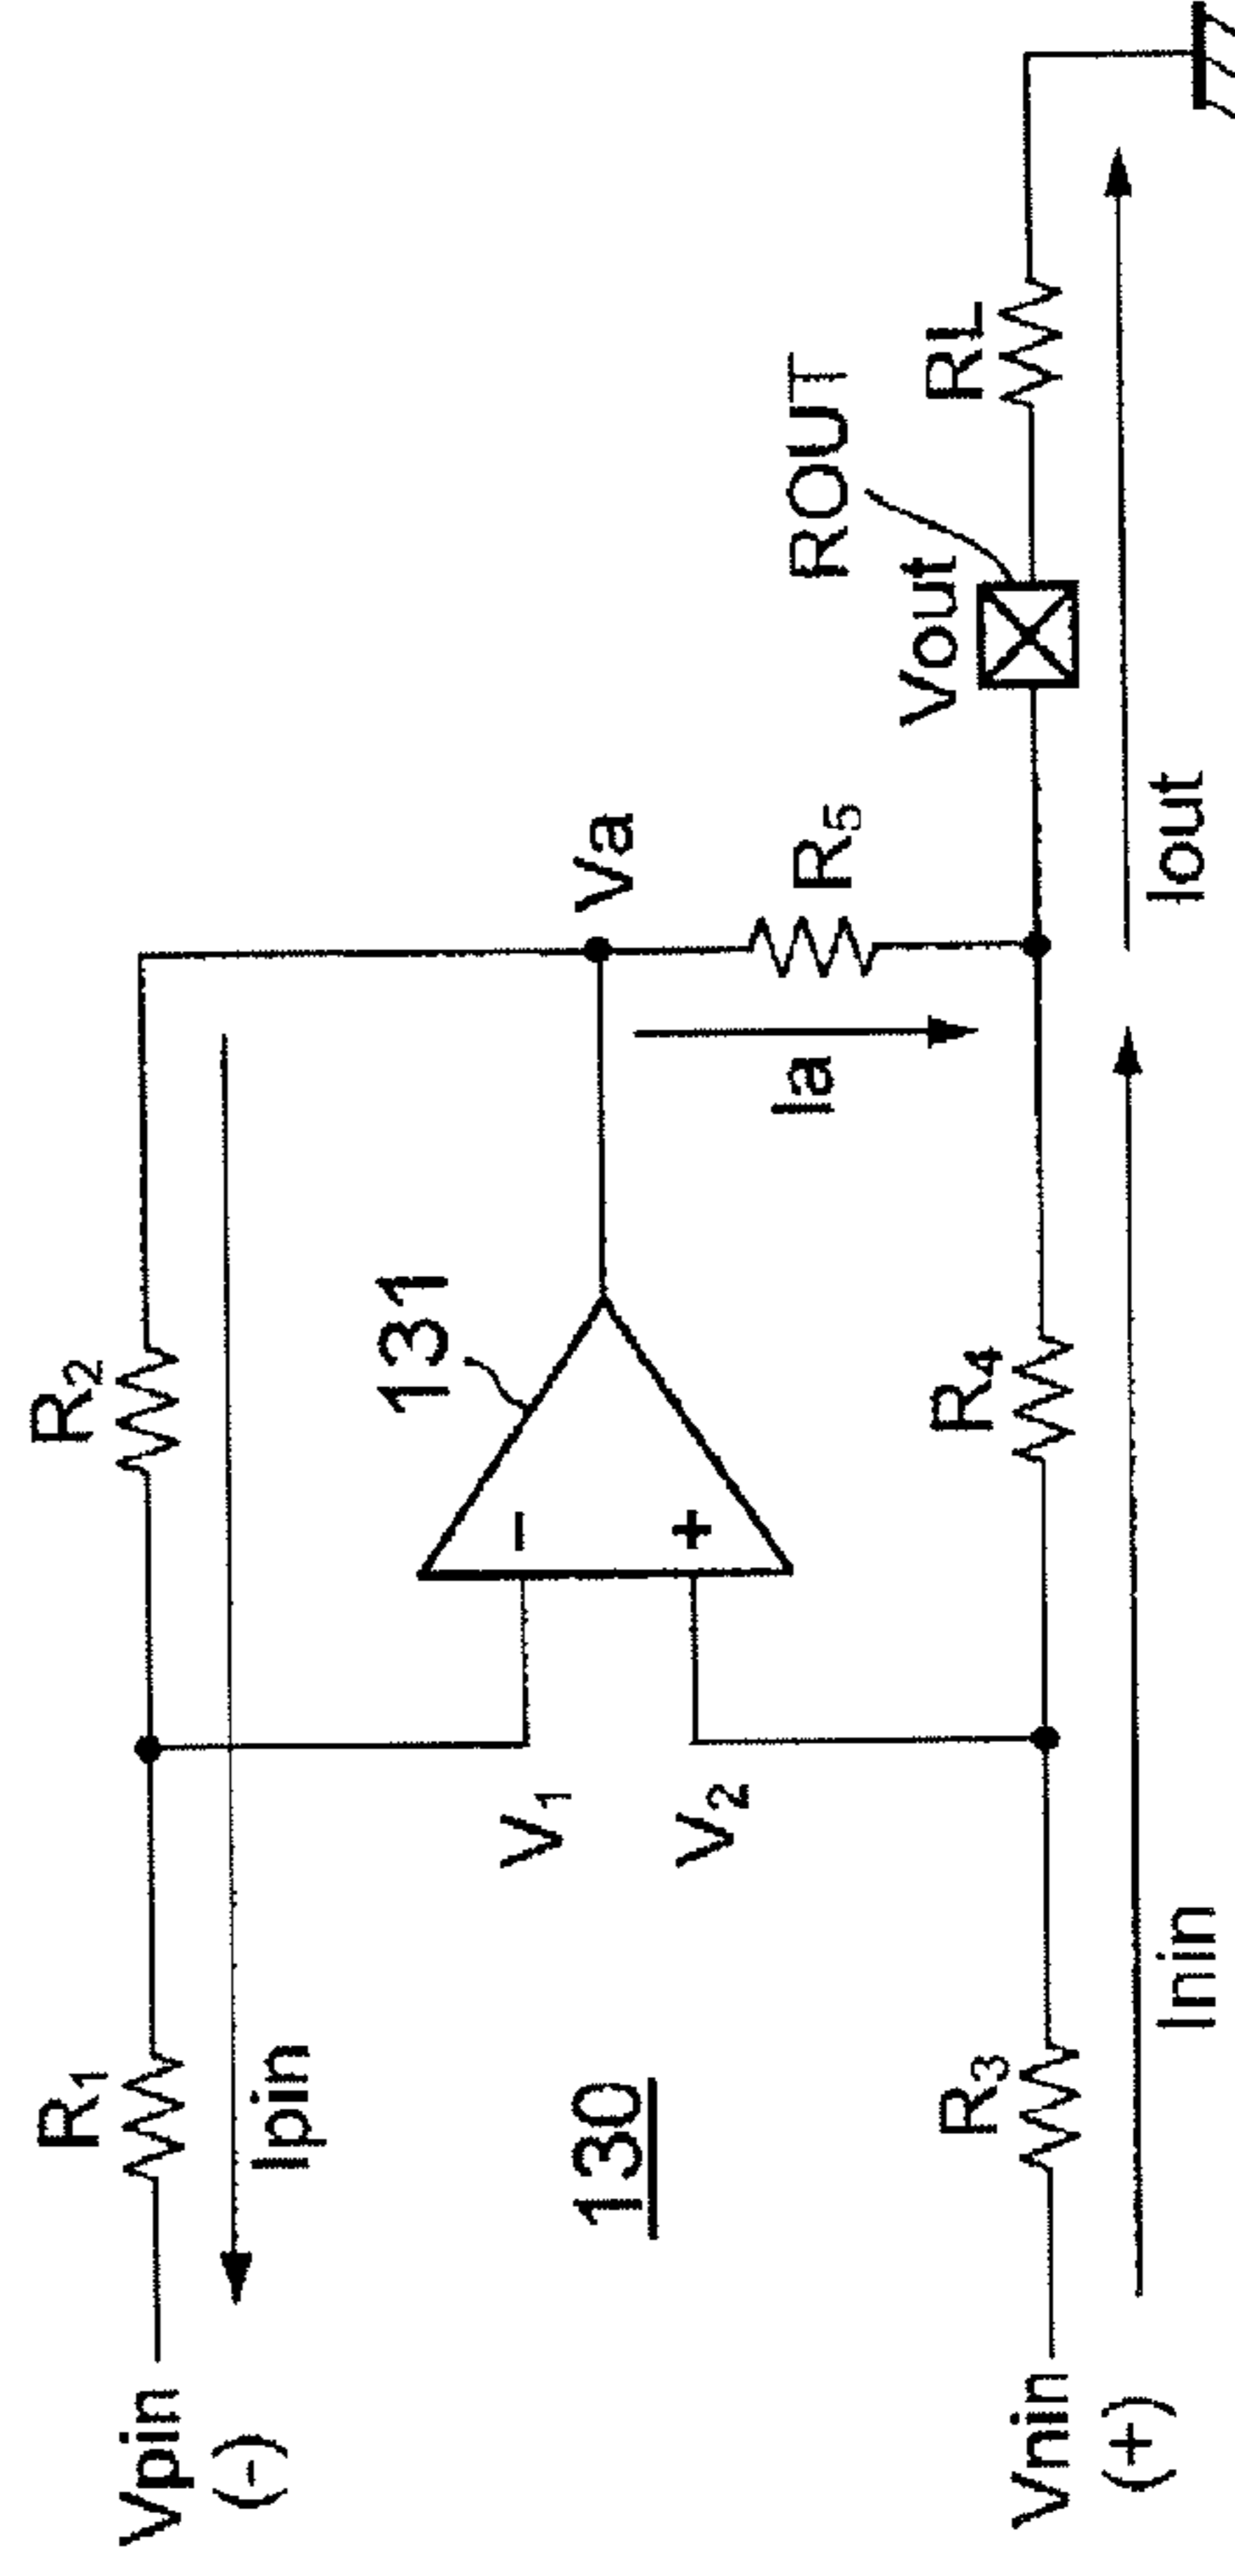 R2
Va
131
R5
ROUT
Vout
RL
Ia
R4
Iout
R1
Ipin
V1
V2
130
R3
Inin
Vpin
(-)
Vnin
(+)
-
+